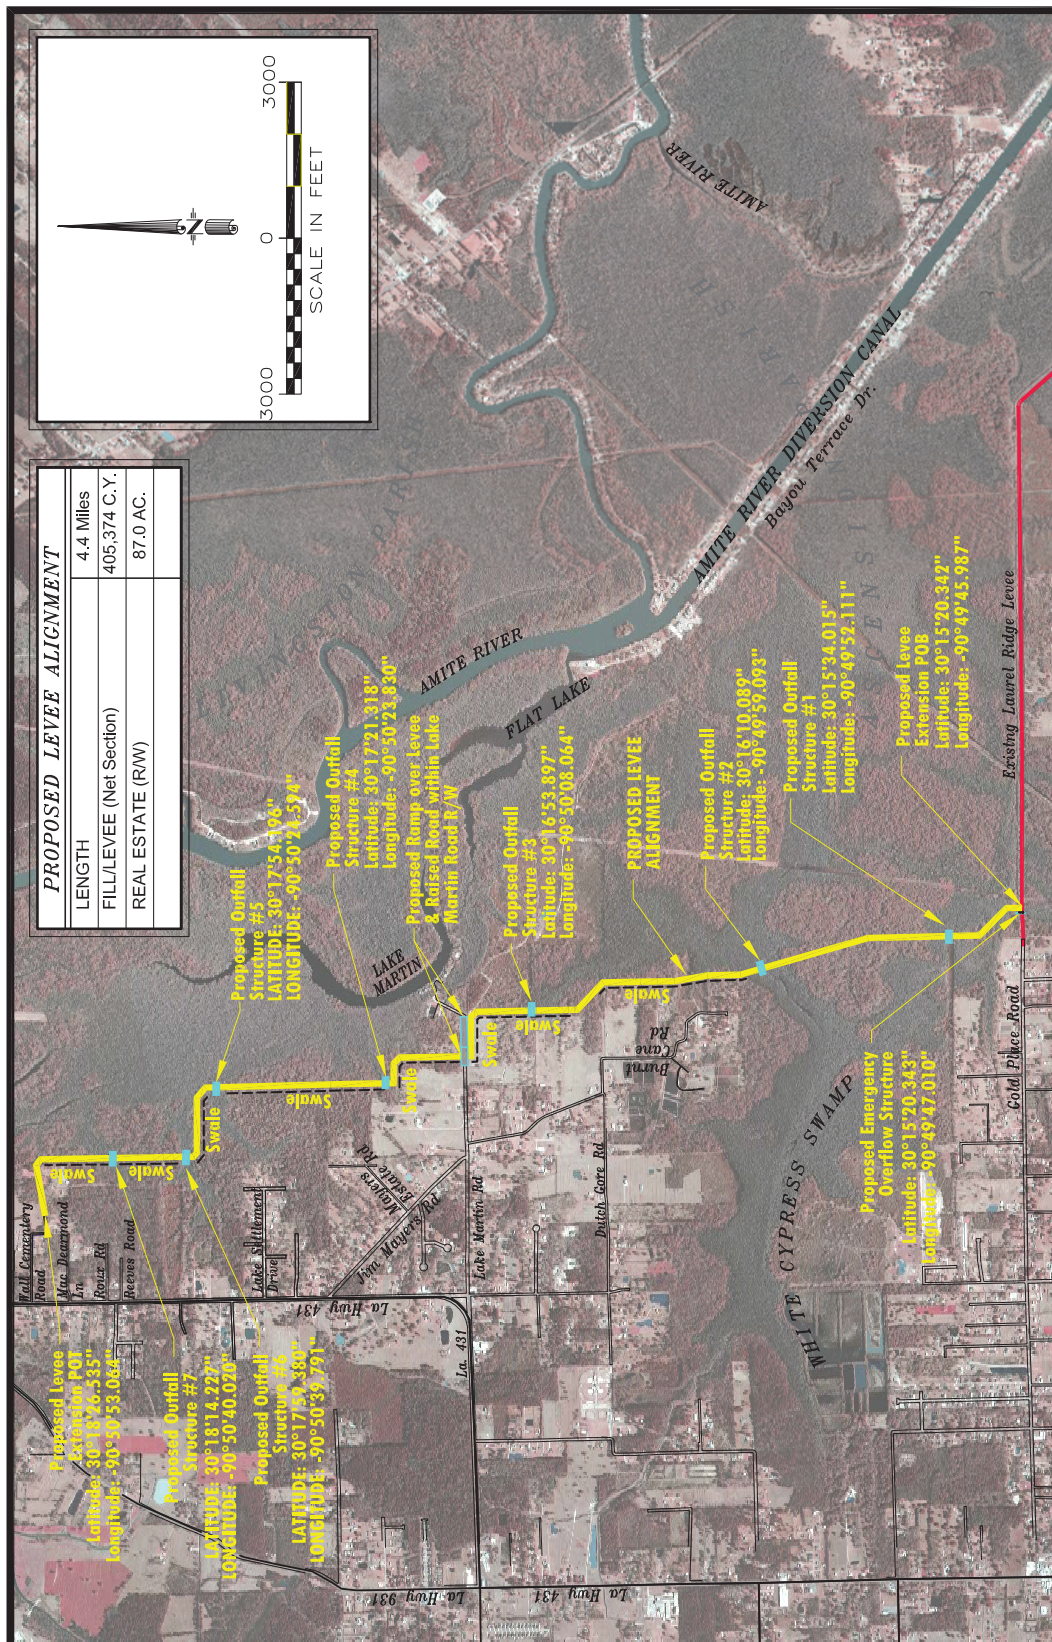 3000
0
3000
SCALE IN FEET
N
PROPOSED LEVEE ALIGNMENT
LENGTH 4.4 Miles
FILL/LEVEE (Net Section) 405,374 C.Y.
REAL ESTATE (R/W) 87.0 AC.
Wall Cementery
Road
Mac Dearmond
Ln
Roux Rd
Reeves Road
Lake Settlement
Drive
Proposed Levee
Extension POT
Latitude: 30°18'26.535"
Longitude: -90°50'53.064"
Proposed Outfall
Structure #7
LATITUDE: 30°18'14.227"
LONGITUDE: -90°50'40.020"
Proposed Outfall
Structure #6
LATITUDE: 30°17'59.380"
LONGITUDE: -90°50'39.791"
Swale
Swale
Swale
Swale
Swale
Swale
Swale
Swale
Proposed Outfall
Structure #5
LATITUDE: 30°17'54.196"
Proposed Outfall
Structure #4
Latitude: 30°17'21.318"
Longitude: -90°50'23.830"
Proposed Ramp over Levee
& Raised Road within Lake
Martin Road R/W
Proposed Outfall
Structure #3
Latitude: 30°16'53.897"
Longitude: -90°50'08.064"
PROPOSED LEVEE
ALIGNMENT
Proposed Outfall
Structure #2
Latitude: 30°16'10.089"
Longitude: -90°49'59.093"
Proposed Outfall
Structure #1
Latitude: 30°15'34.015"
Longitude: -90°49'52.111"
Proposed Levee
Extension POB
Latitude: 30°15'20.342"
Longitude: -90°49'45.987"
Proposed Emergency
Overflow Structure
Latitude: 30°15'20.343"
Longitude: -90°49'47.010"
LAKE
MARTIN
FLAT LAKE
AMITE RIVER
AMITE RIVER
AMITE RIVER DIVERSION CANAL
Bayou Terrace Dr.
Existng Laurel Ridge Levee
Gold Place Road
WHITE CYPRESS SWAMP
Burnt
Cane
Rd
Dutch Gore Rd
Lake Martin Rd
Mayers
Estate Rd
Jim Mayers Rd
La Hwy 431
La. 431
La Hwy 931
La Hwy 431